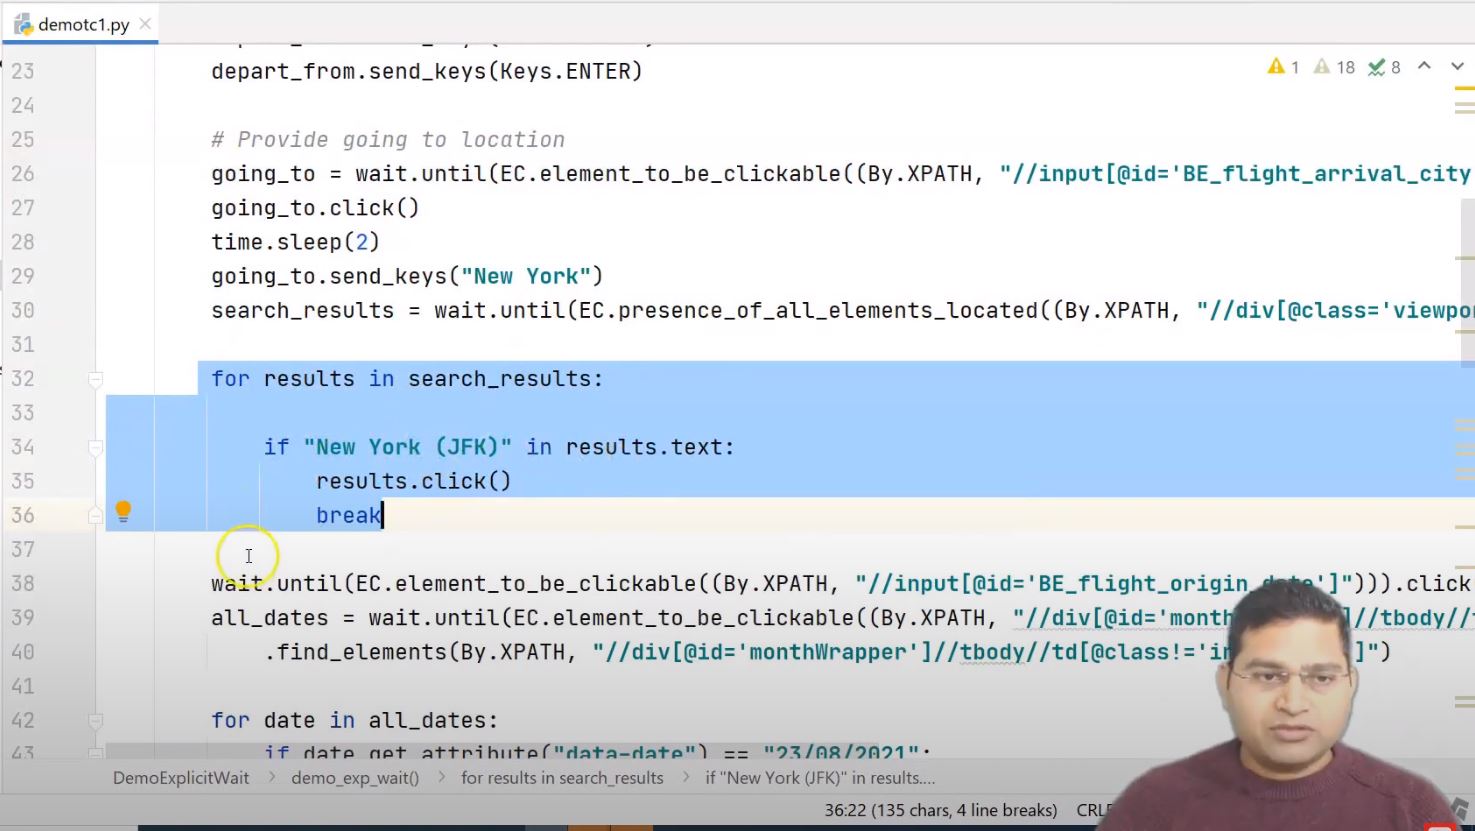 demotc1.py
1 18 8
23 depart_from.send_keys(Keys.ENTER)
24
25 # Provide going to location
26 going_to = wait.until(EC.element_to_be_clickable((By.XPATH, "//input[@id='BE_flight_arrival_city
27 going_to.click()
28 time.sleep(2)
29 going_to.send_keys("New York")
30 search_results = wait.until(EC.presence_of_all_elements_located((By.XPATH, "//div[@class='viewpor
31
32 for results in search_results:
33
34 if "New York (JFK)" in results.text:
35 results.click()
36 break
37
38 wait.until(EC.element_to_be_clickable((By.XPATH, "//input[@id='BE_flight_origin_date']"))).click
39 all_dates = wait.until(EC.element_to_be_clickable((By.XPATH, "//div[@id='month ]//tbody//
40 .find_elements(By.XPATH, "//div[@id='monthWrapper']//tbody//td[@class!='in ]")
41
42 for date in all_dates:
43 if date.get_attribute("data-date") == "23/08/2021":
DemoExplicitWait > demo_exp_wait() > for results in search_results > if "New York (JFK)" in results....
36:22 (135 chars, 4 line breaks) CRLF